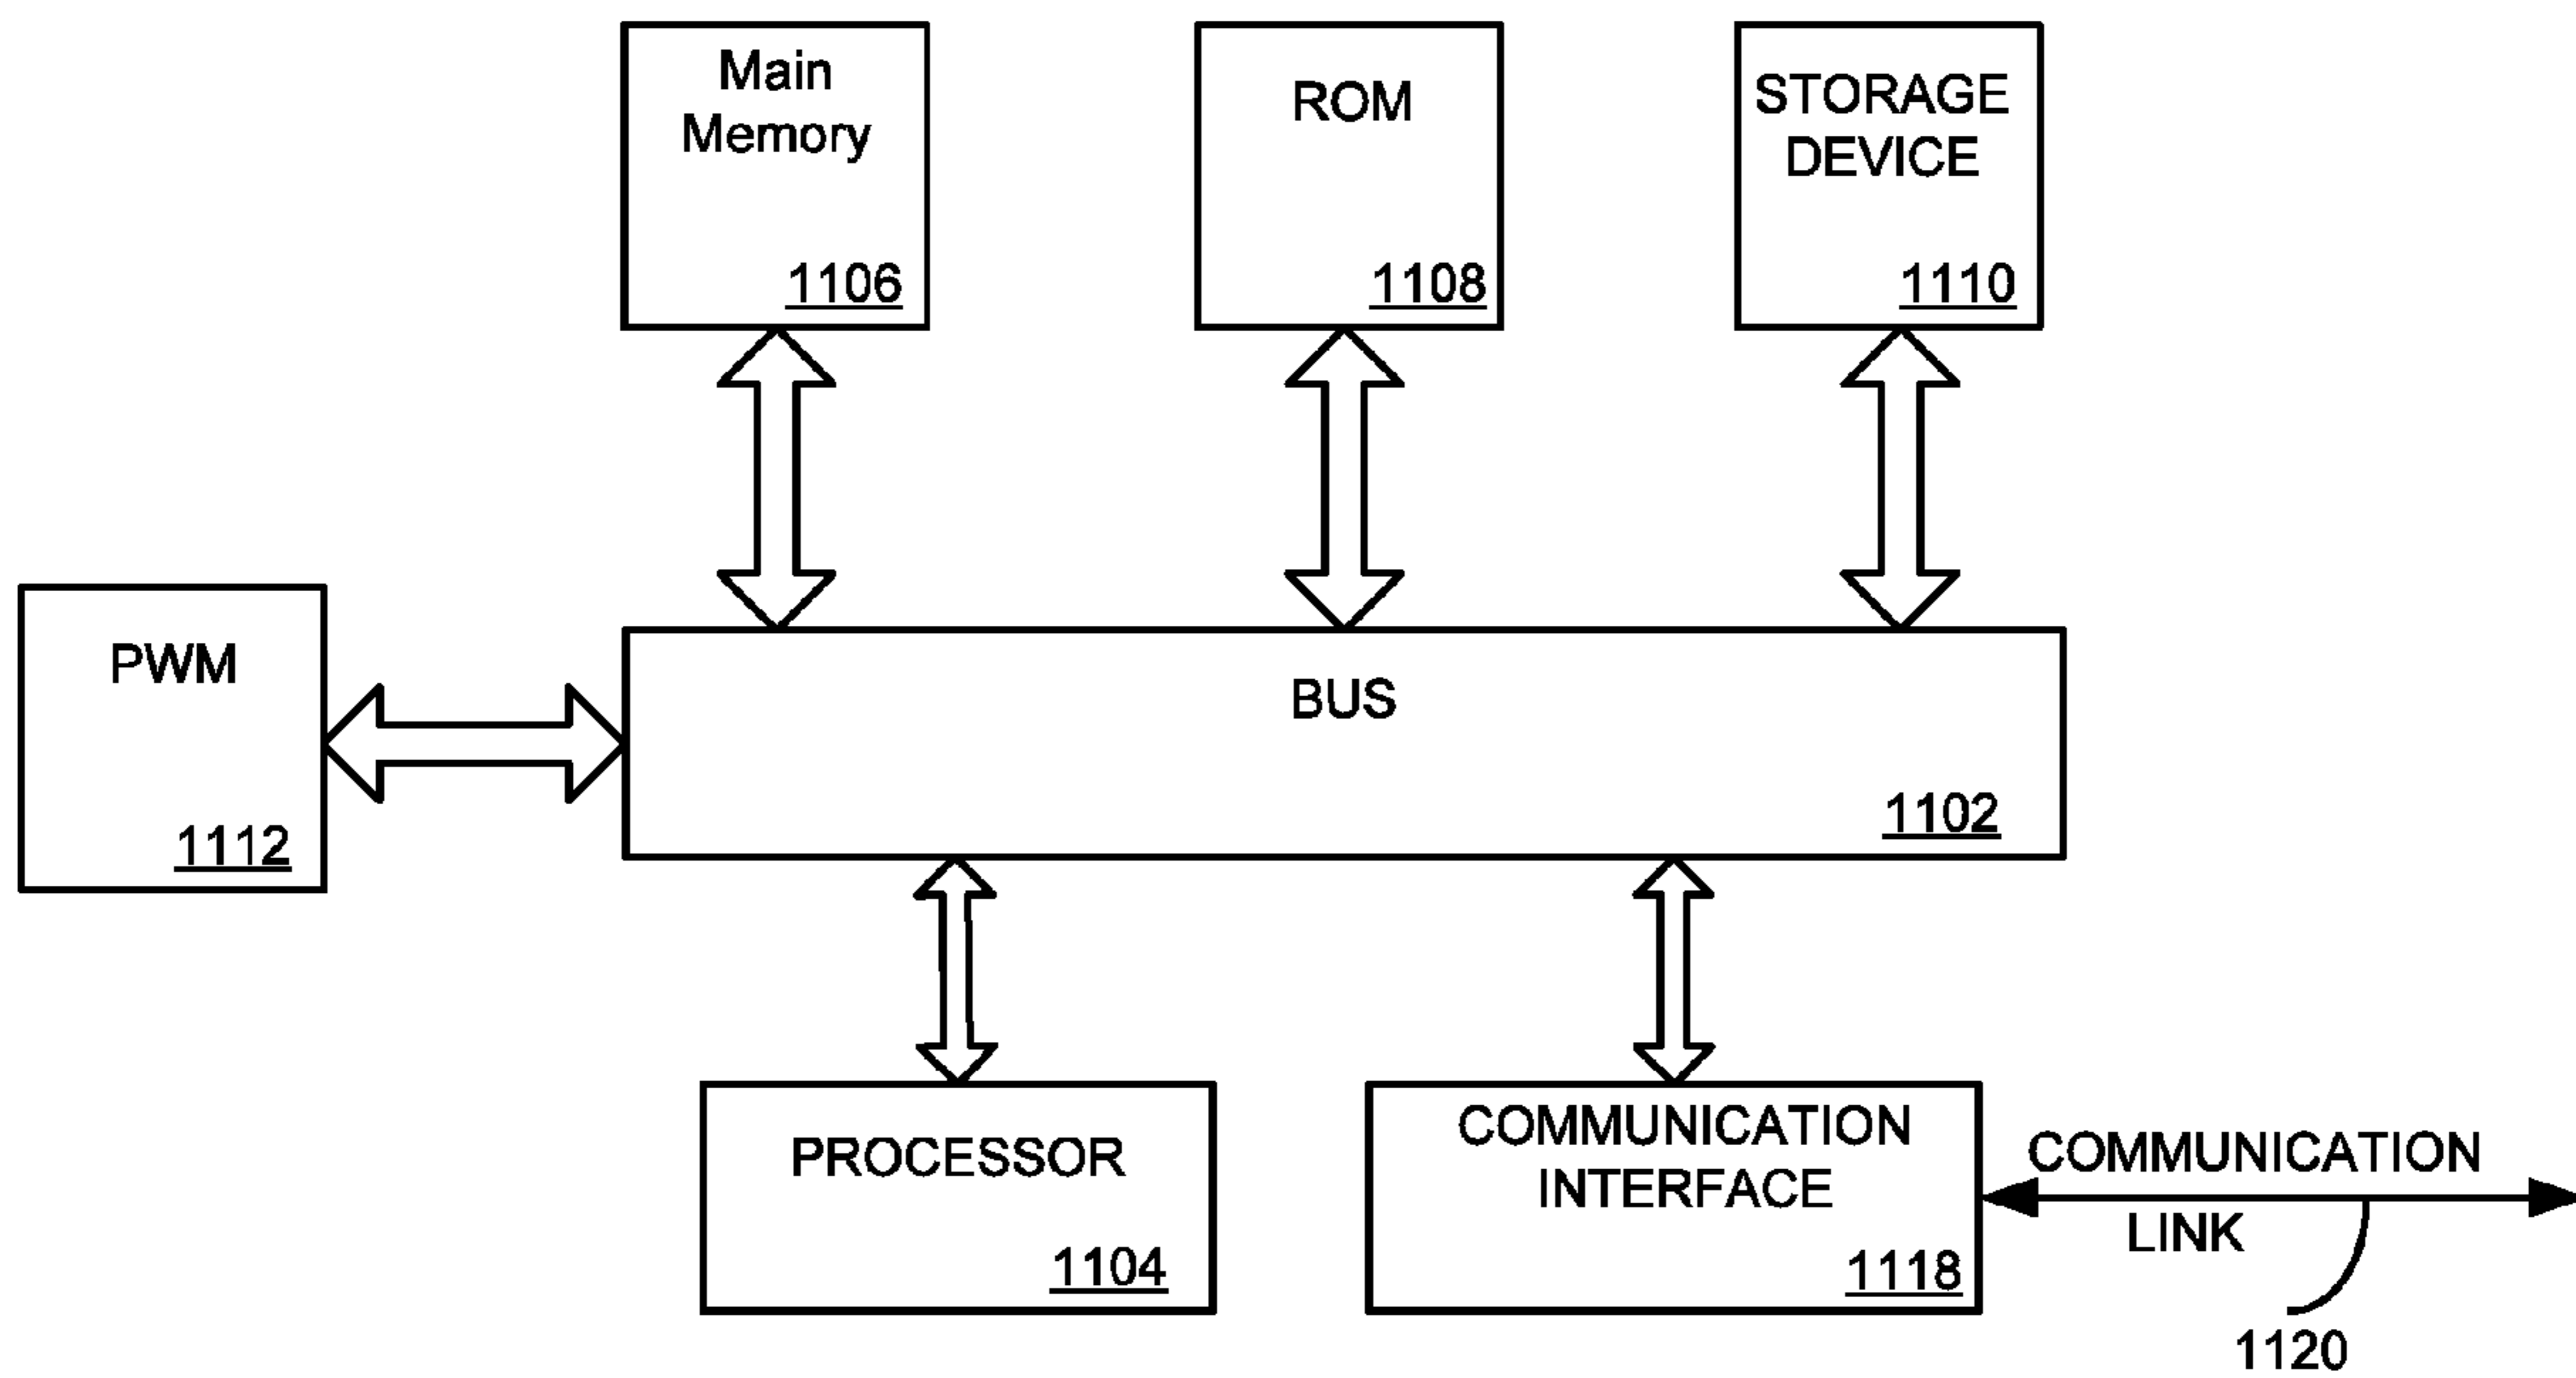 Main
Memory
1106
ROM
1108
STORAGE
DEVICE
1110
PWM
1112
BUS
1102
PROCESSOR
1104
COMMUNICATION
INTERFACE
1118
COMMUNICATION
LINK
1120